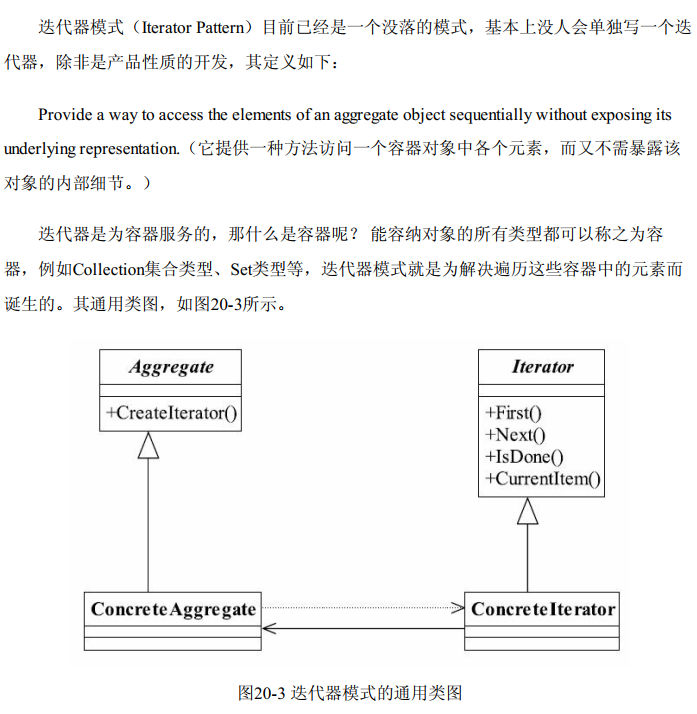 迭代器模式（Iterator Pattern）目前已经是一个没落的模式，基本上没人会单独写一个迭
代器，除非是产品性质的开发，其定义如下：
Provide a way to access the elements of an aggregate object sequentially without exposing its
underlying representation.（它提供一种方法访问一个容器对象中各个元素，而又不需暴露该
对象的内部细节。）
迭代器是为容器服务的，那什么是容器呢？ 能容纳对象的所有类型都可以称之为容
器，例如Collection集合类型、Set类型等，迭代器模式就是为解决遍历这些容器中的元素而
诞生的。其通用类图，如图20-3所示。
Aggregate
+CreateIterator()
Iterator
+First()
+Next()
+IsDone()
+CurrentItem()
ConcreteAggregate
ConcreteIterator
图20-3 迭代器模式的通用类图